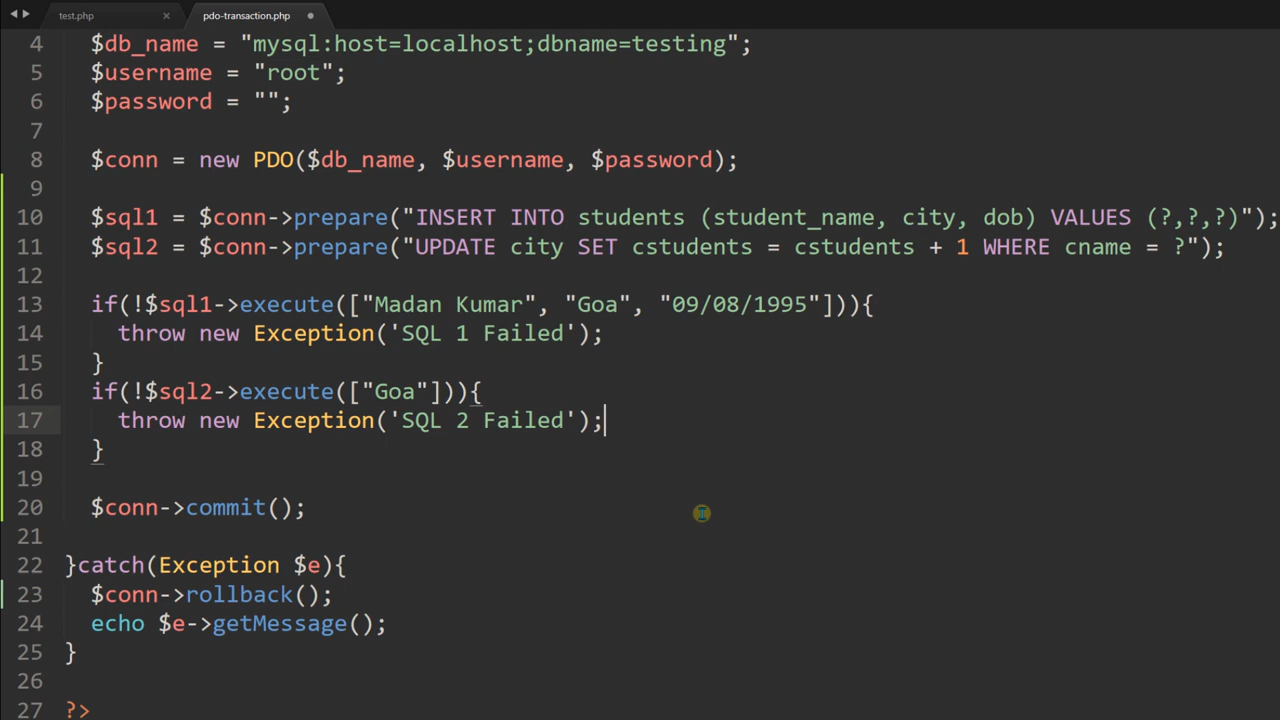 test.php × pdo-transaction.php
4 $db_name = "mysql:host=localhost;dbname=testing";
5 $username = "root";
6 $password = "";
7
8 $conn = new PDO($db_name, $username, $password);
9
10 $sql1 = $conn->prepare("INSERT INTO students (student_name, city, dob) VALUES (?,?,?)");
11 $sql2 = $conn->prepare("UPDATE city SET cstudents = cstudents + 1 WHERE cname = ?");
12
13 if(!$sql1->execute(["Madan Kumar", "Goa", "09/08/1995"])){
14 throw new Exception('SQL 1 Failed');
15 }
16 if(!$sql2->execute(["Goa"])){
17 throw new Exception('SQL 2 Failed');
18 }
19
20 $conn->commit();
21
22 }catch(Exception $e){
23 $conn->rollback();
24 echo $e->getMessage();
25 }
26
27 ?>